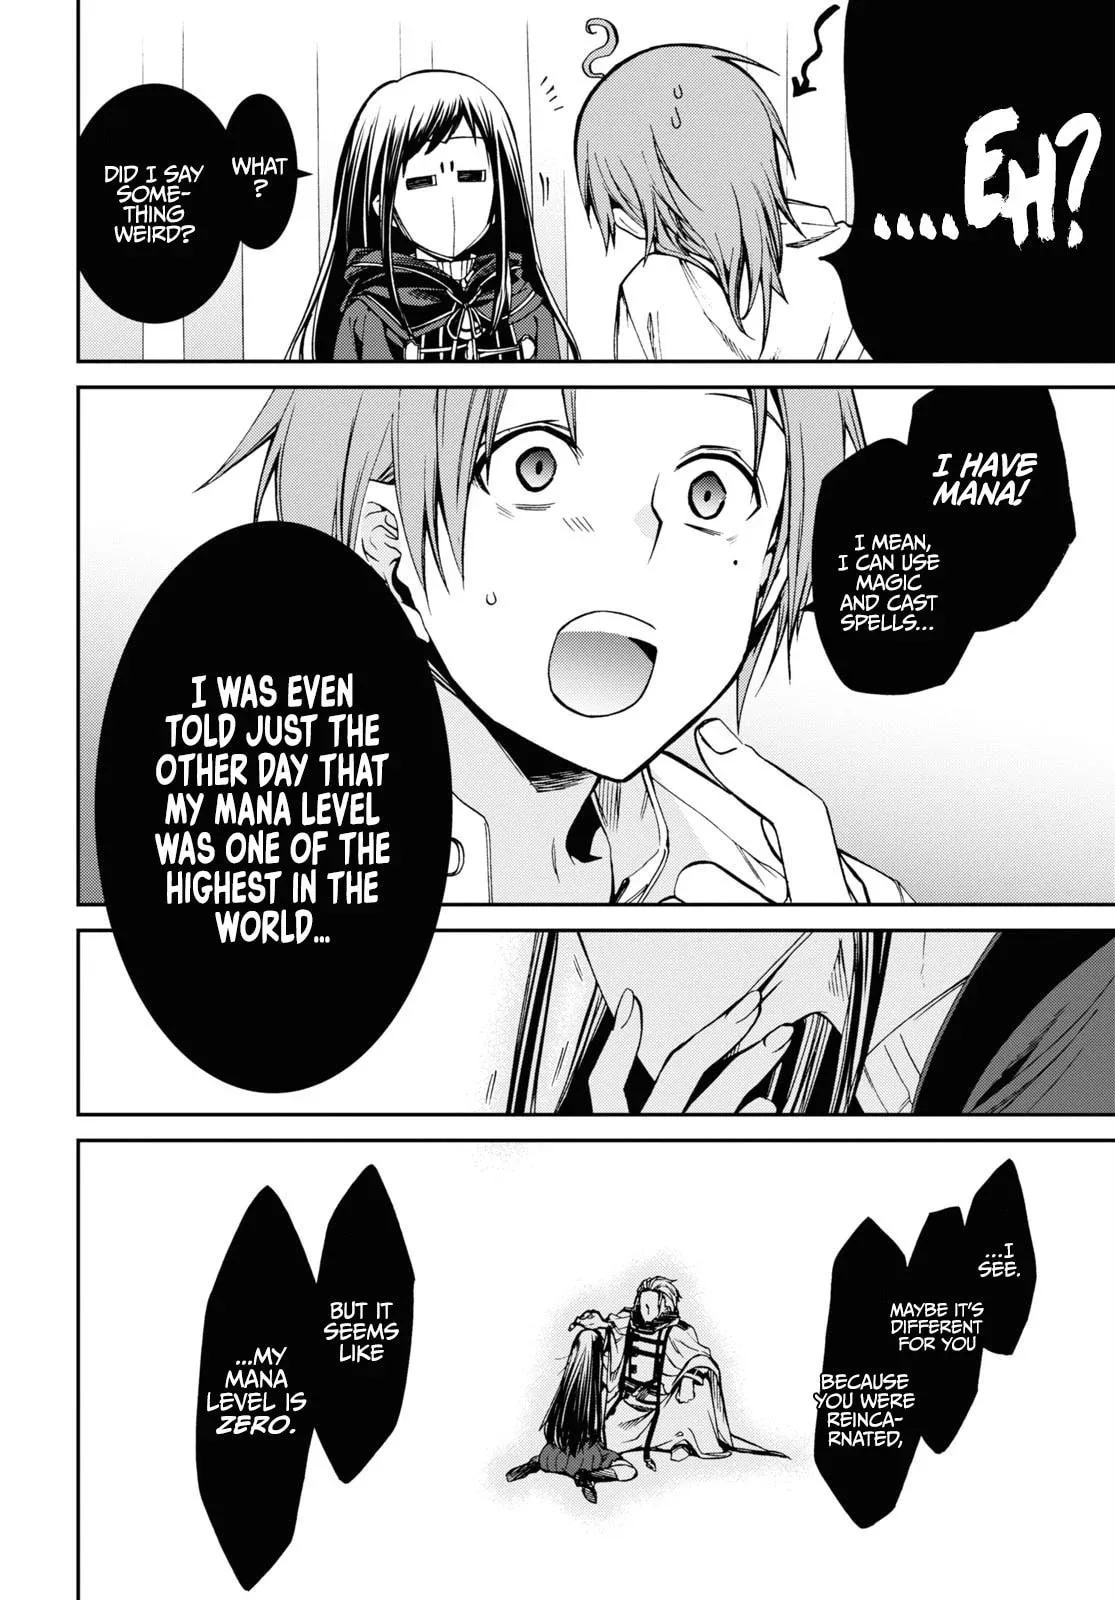 ....EH?
WHAT
?
DID I SAY
SOME-
THING
WEIRD?
I HAVE
MANA!
I MEAN,
I CAN USE
MAGIC
AND CAST
SPELLS...
I WAS EVEN
TOLD JUST THE
OTHER DAY THAT
MY MANA LEVEL
WAS ONE OF THE
HIGHEST IN THE
WORLD...
...I
SEE.
MAYBE IT'S
DIFFERENT
FOR YOU
BECAUSE
YOU WERE
REINCA-
RNATED,
BUT IT
SEEMS
LIKE
...MY
MANA
LEVEL IS
ZERO.